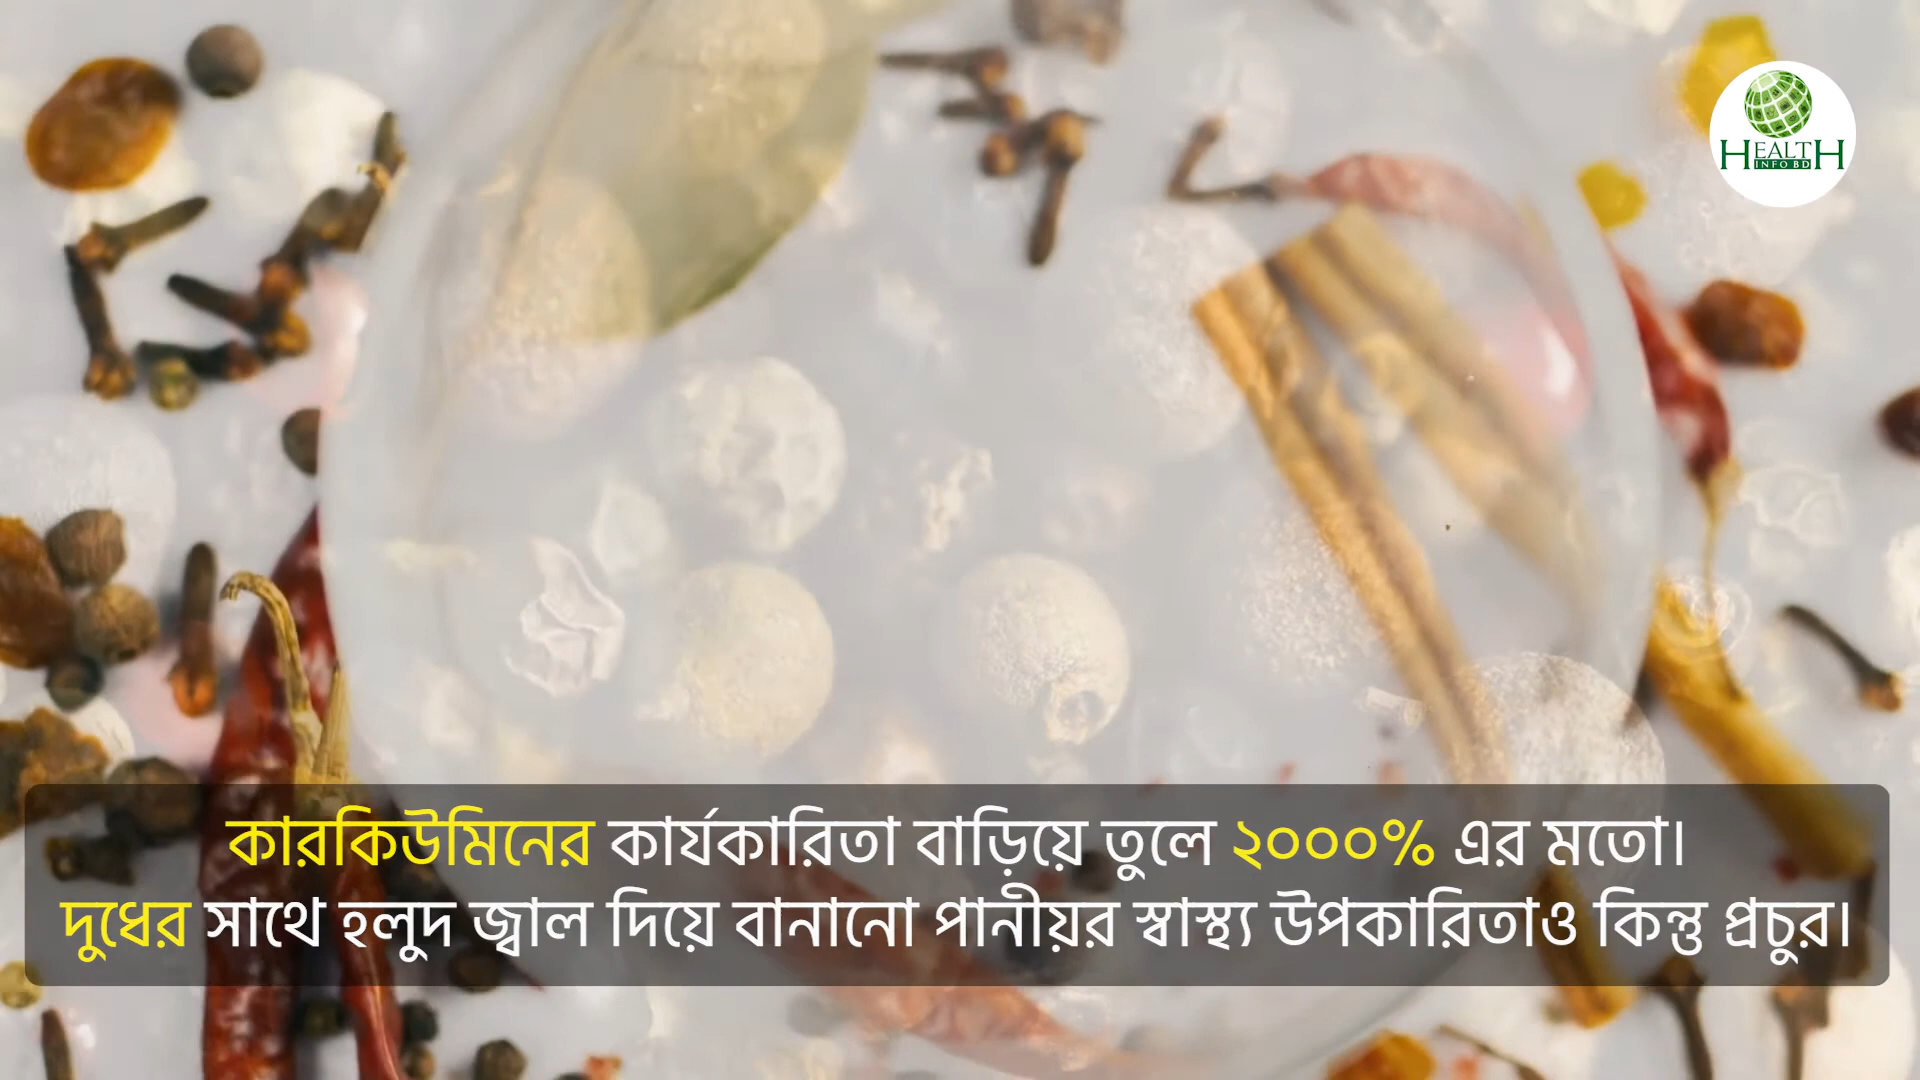 HEALTH
INFO BD
কারকিউমিনের কার্যকারিতা বাড়িয়ে তুলে ২০০০% এর মতো।
দুধের সাথে হলুদ জ্বাল দিয়ে বানানো পানীয়র স্বাস্থ্য উপকারিতাও কিন্তু প্রচুর।